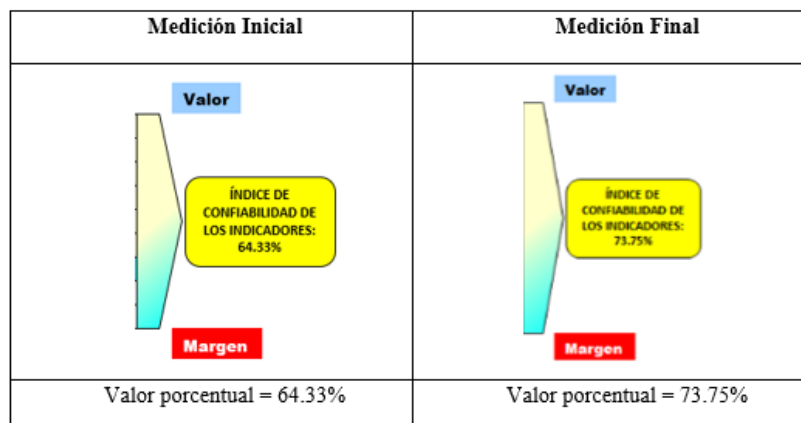 Medición Inicial
Medición Final
Valor
ÍNDICE DE
CONFIABILIDAD DE
LOS INDICADORES:
64.33%
Margen
Valor
ÍNDICE DE
CONFIABILIDAD DE
LOS INDICADORES:
73.75%
Margen
Valor porcentual = 64.33%
Valor porcentual = 73.75%